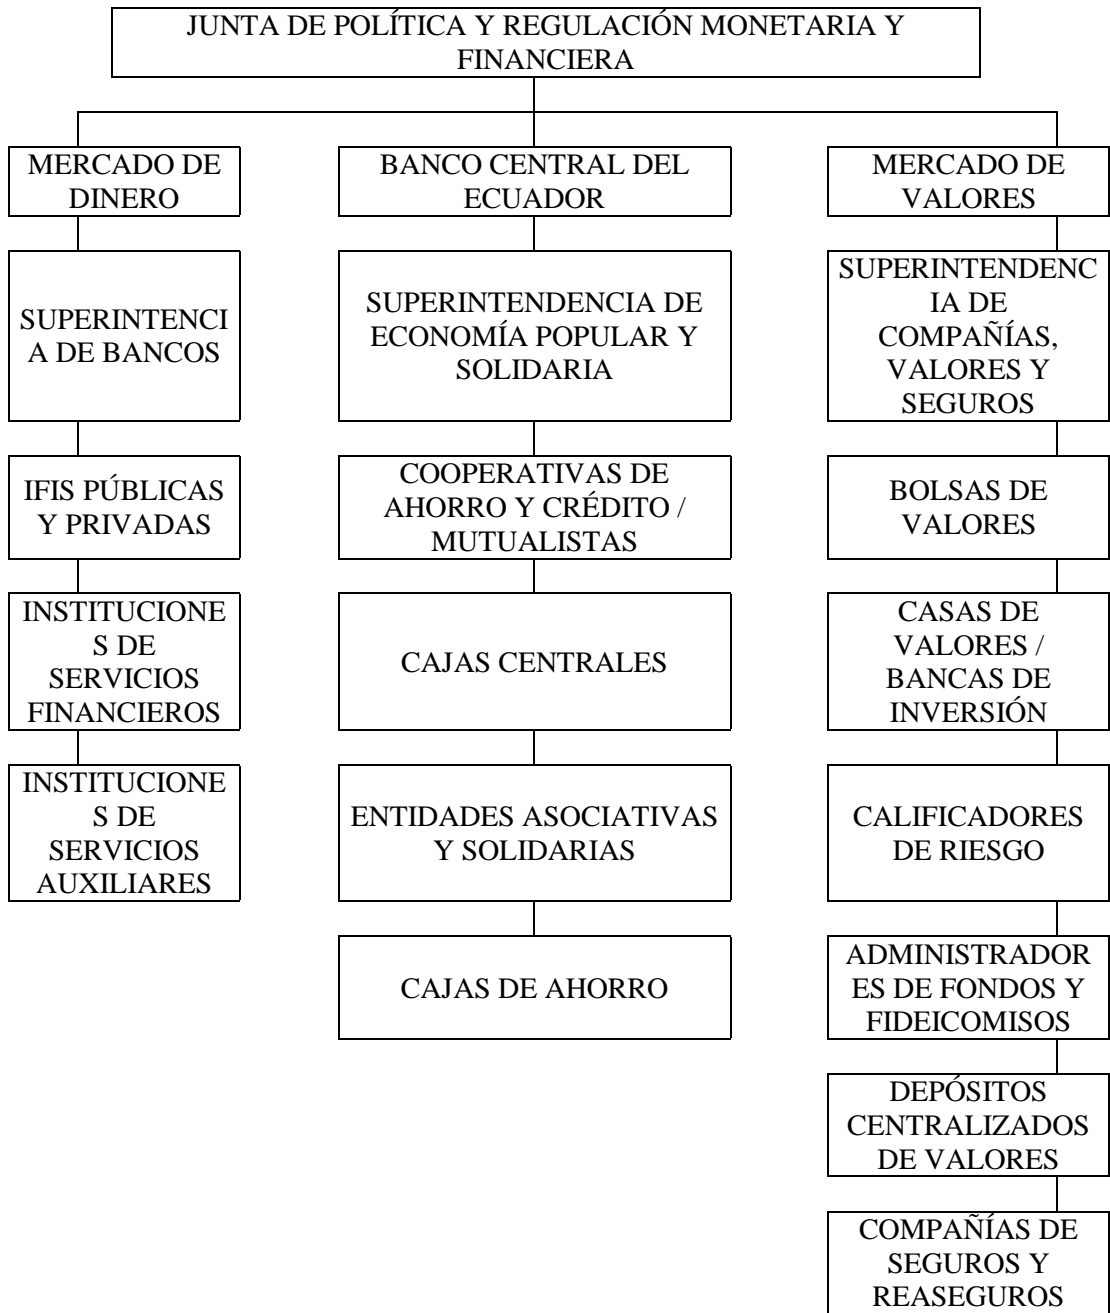 JUNTA DE POLÍTICA Y REGULACIÓN MONETARIA Y
FINANCIERA
MERCADO DE
DINERO
BANCO CENTRAL DEL
ECUADOR
MERCADO DE
VALORES
SUPERINTENCI
A DE BANCOS
SUPERINTENDENCIA DE
ECONOMÍA POPULAR Y
SOLIDARIA
SUPERINTENDENC
IA DE
COMPAÑÍAS,
VALORES Y
SEGUROS
IFIS PÚBLICAS
Y PRIVADAS
COOPERATIVAS DE
AHORRO Y CRÉDITO /
MUTUALISTAS
BOLSAS DE
VALORES
INSTITUCIONE
S DE
SERVICIOS
FINANCIEROS
CAJAS CENTRALES
CASAS DE
VALORES /
BANCAS DE
INVERSIÓN
INSTITUCIONE
S DE
SERVICIOS
AUXILIARES
ENTIDADES ASOCIATIVAS
Y SOLIDARIAS
CALIFICADORES
DE RIESGO
CAJAS DE AHORRO
ADMINISTRADOR
ES DE FONDOS Y
FIDEICOMISOS
DEPÓSITOS
CENTRALIZADOS
DE VALORES
COMPAÑÍAS DE
SEGUROS Y
REASEGUROS